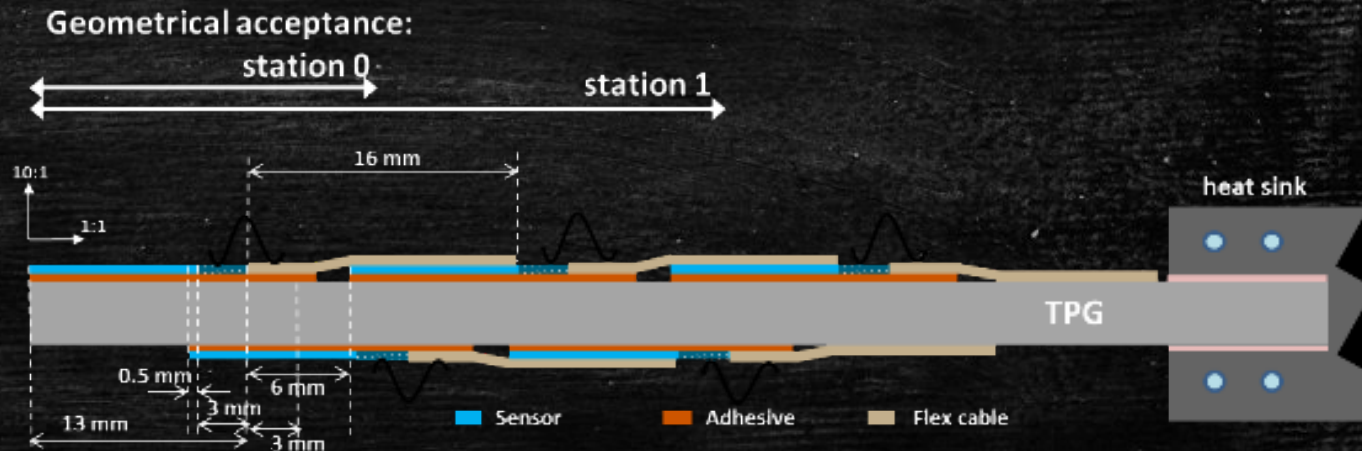 Geometrical acceptance:
station 0
station 1
16 mm
10:1
1:1
heat sink
TPG
0.5 mm
6 mm
3 mm
13 mm
3 mm
Sensor
Adhesive
Flex cable